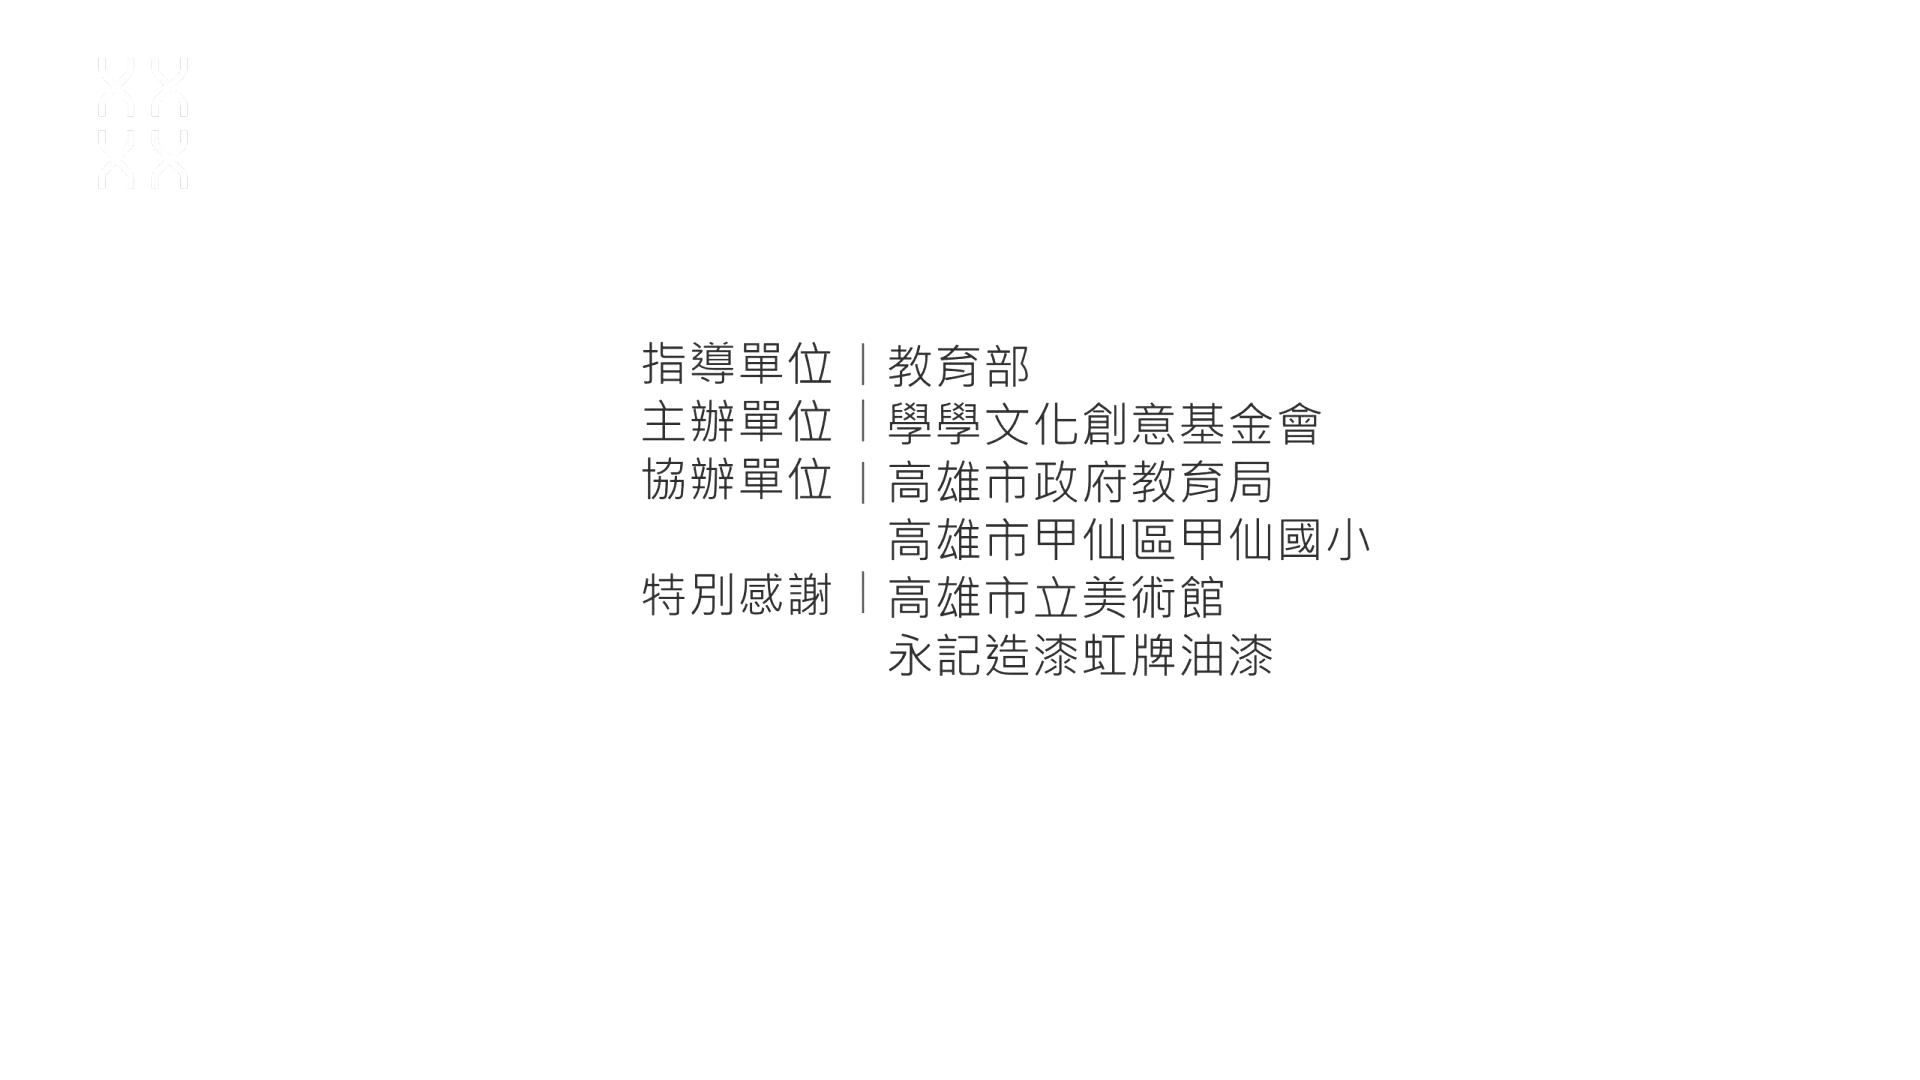 指導單位｜教育部
主辦單位｜學學文化創意基金會
協辦單位｜高雄市政府教育局
高雄市甲仙區甲仙國小
特別感謝｜高雄市立美術館
永記造漆虹牌油漆